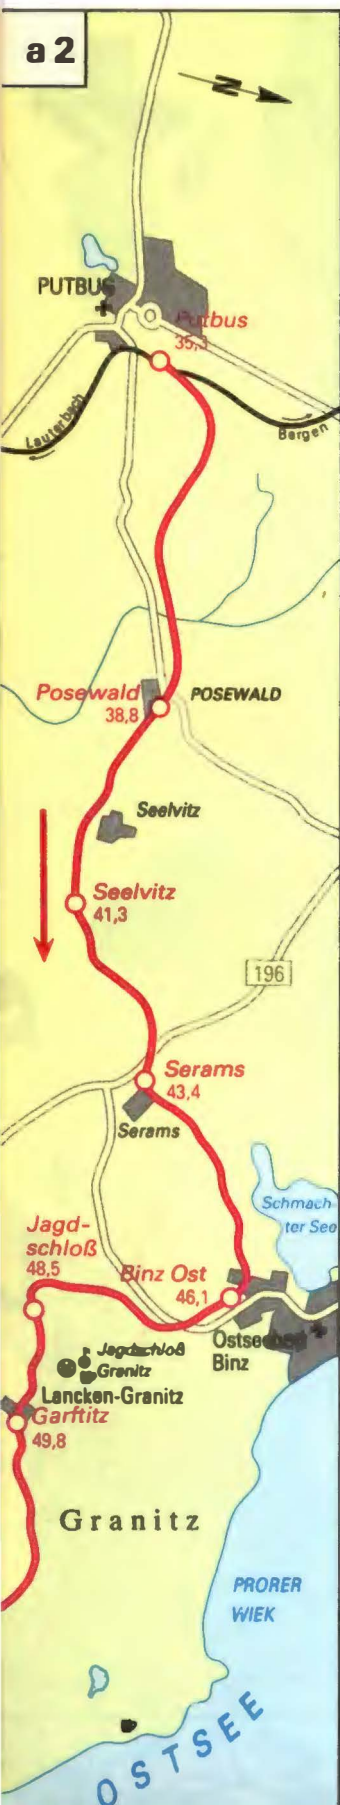 a 2
N
PUTBUS
Putbus
35,3
Lauterbach
Bergen
Posewald
38,8
POSEWALD
Seelvitz
Seelvitz
41,3
196
Serams
43,4
Serams
Schmach
ter See
Jagd-
schloß
48,5
Binz Ost
46,1
Ostseebad
Binz
Jagdschloß
Granitz
Lancken-Granitz
Garftitz
49,8
Granitz
PRORER
WIEK
OSTSEE